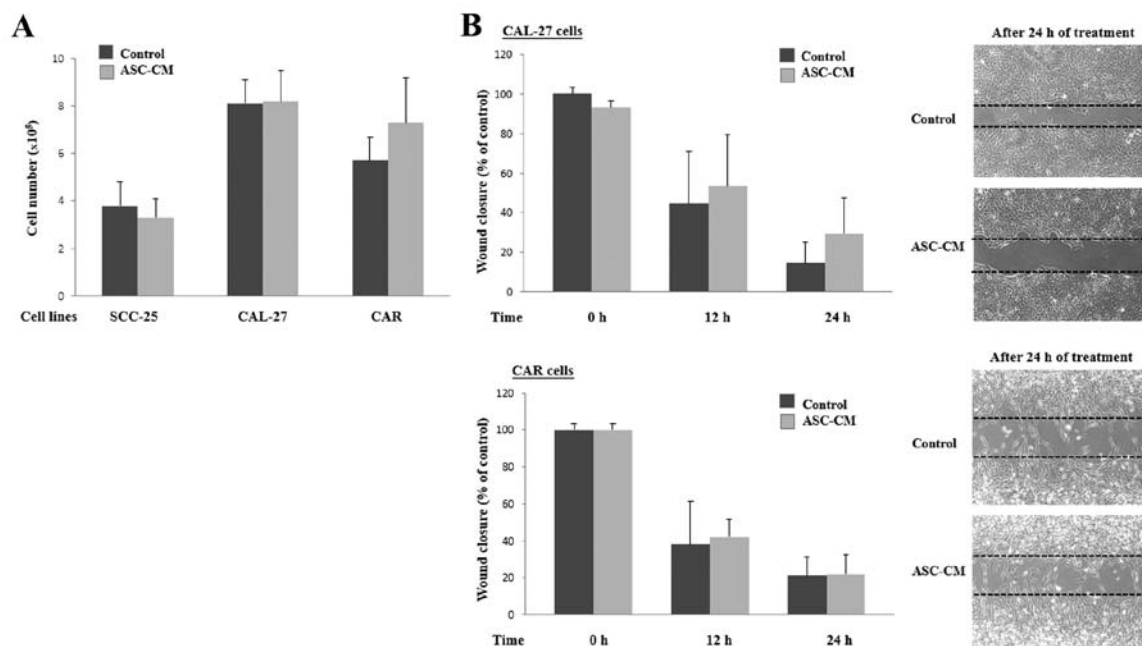 A
Control
ASC-CM
10
8
6
4
2
0
Cell number (x10⁵)
Cell lines SCC-25 CAL-27 CAR
B
CAL-27 cells
Control
ASC-CM
120
100
80
60
40
20
0
Wound closure (% of control)
Time 0 h 12 h 24 h
After 24 h of treatment
Control
ASC-CM
CAR cells
Control
ASC-CM
120
100
80
60
40
20
0
Wound closure (% of control)
Time 0 h 12 h 24 h
After 24 h of treatment
Control
ASC-CM